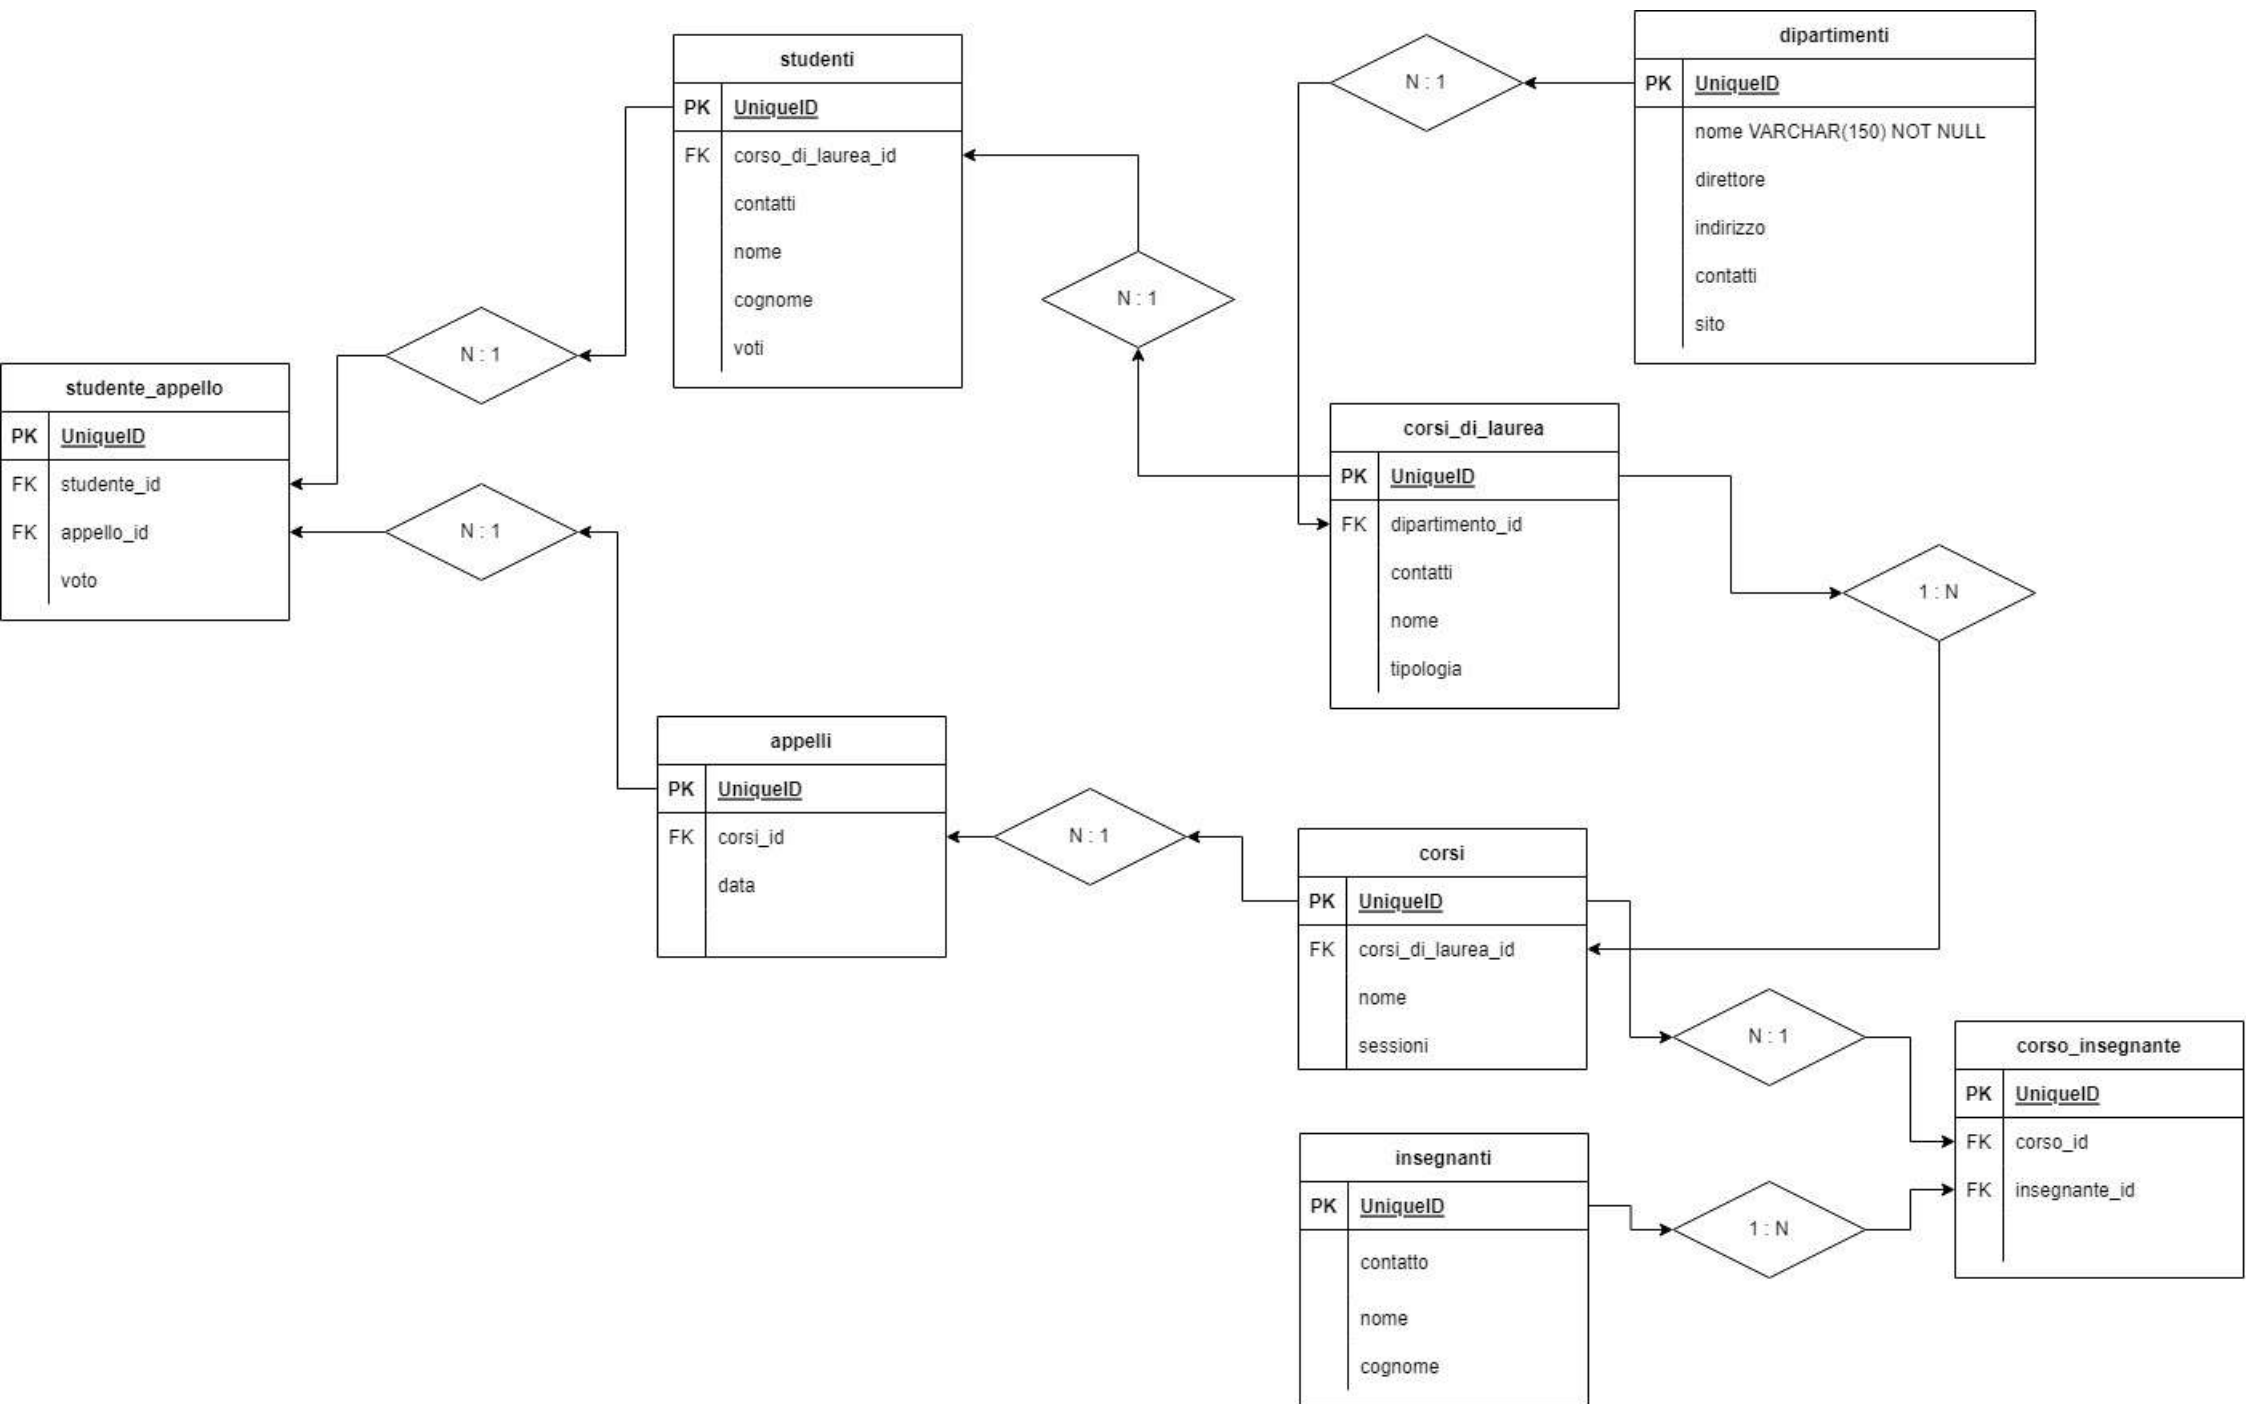 studenti
PK UniqueID
FK corso_di_laurea_id
contatti
nome
cognome
voti
N : 1
dipartimenti
PK UniqueID
nome VARCHAR(150) NOT NULL
direttore
indirizzo
contatti
sito
N : 1
N : 1
studente_appello
PK UniqueID
FK studente_id
FK appello_id
voto
N : 1
N : 1
corsi_di_laurea
PK UniqueID
FK dipartimento_id
contatti
nome
tipologia
1 : N
appelli
PK UniqueID
FK corsi_id
data
N : 1
corsi
PK UniqueID
FK corsi_di_laurea_id
nome
sessioni
N : 1
corso_insegnante
PK UniqueID
FK corso_id
FK insegnante_id
insegnanti
PK UniqueID
contatto
nome
cognome
1 : N